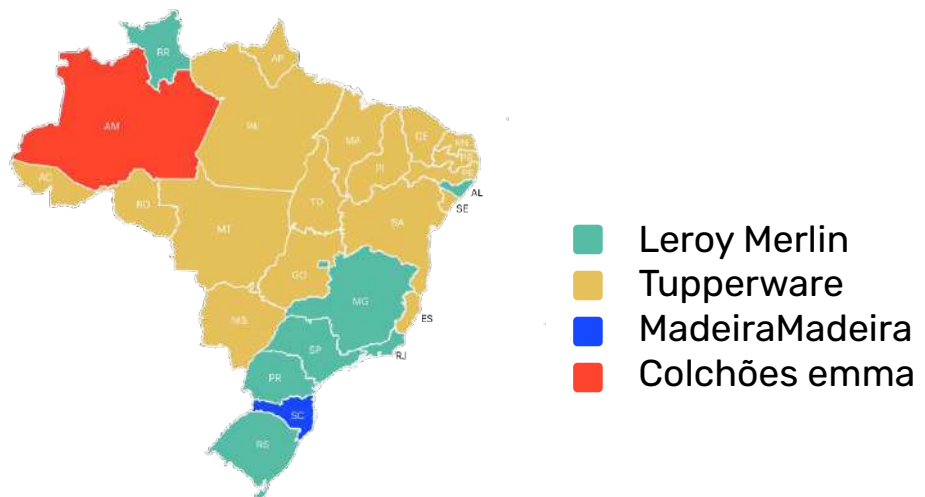 RR
AP
AM
PA
MA
CE
RN
PB
PI
PE
AC
AL
TO
SE
RO
BA
MT
GO
MG
MS
ES
SP
RJ
PR
SC
RS
Leroy Merlin
Tupperware
MadeiraMadeira
Colchões emma